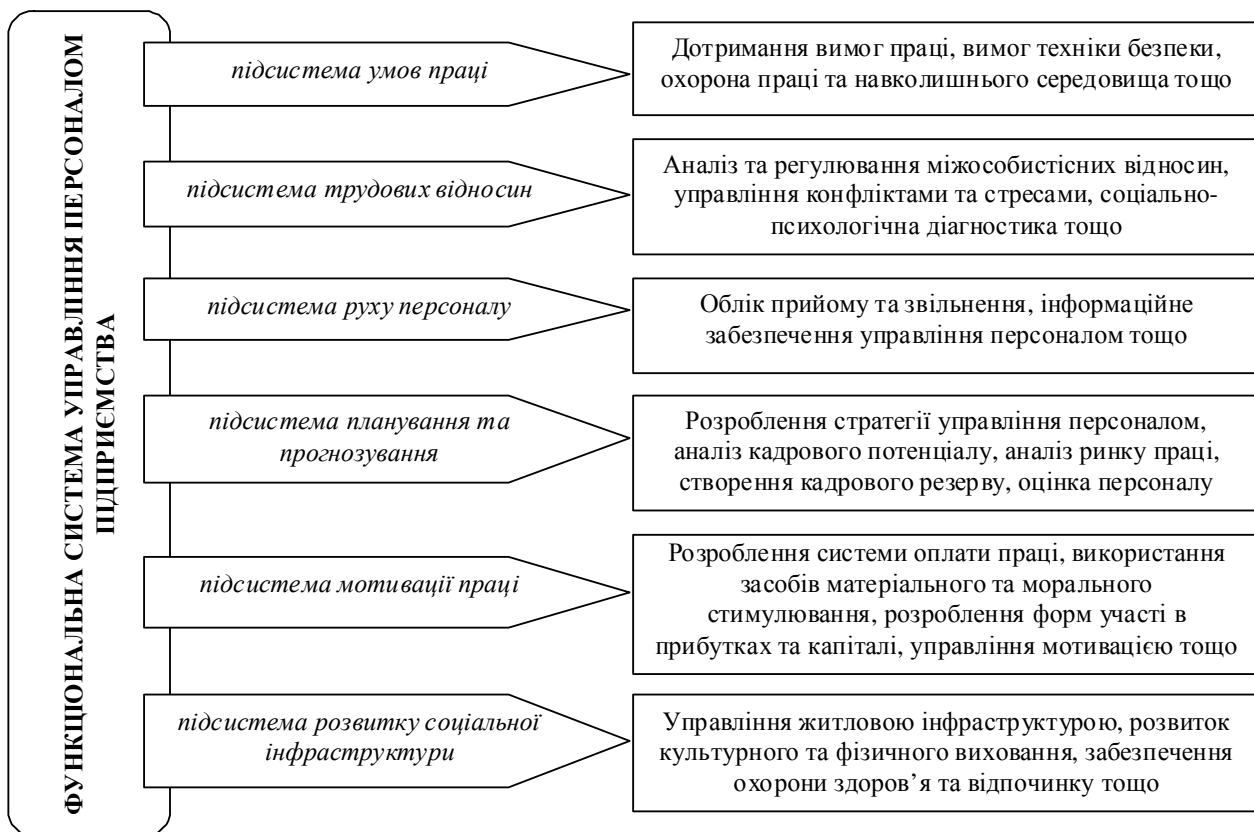 ФУНКЦІОНАЛЬНА СИСТЕМА УПРАВЛІННЯ ПЕРСОНАЛОМ
ПІДПРИЄМСТВА
підсистема умов праці
Дотримання вимог праці, вимог техніки безпеки,
охорона праці та навколишнього середовища тощо
підсистема трудових відносин
Аналіз та регулювання міжособистісних відносин,
управління конфліктами та стресами, соціально-
психологічна діагностика тощо
підсистема руху персоналу
Облік прийому та звільнення, інформаційне
забезпечення управління персоналом тощо
підсистема планування та
прогнозування
Розроблення стратегії управління персоналом,
аналіз кадрового потенціалу, аналіз ринку праці,
створення кадрового резерву, оцінка персоналу
підсистема мотивації праці
Розроблення системи оплати праці, використання
засобів матеріального та морального
стимулювання, розроблення форм участі в
прибутках та капіталі, управління мотивацією тощо
підсистема розвитку соціальної
інфраструктури
Управління житловою інфраструктурою, розвиток
культурного та фізичного виховання, забезпечення
охорони здоров’я та відпочинку тощо